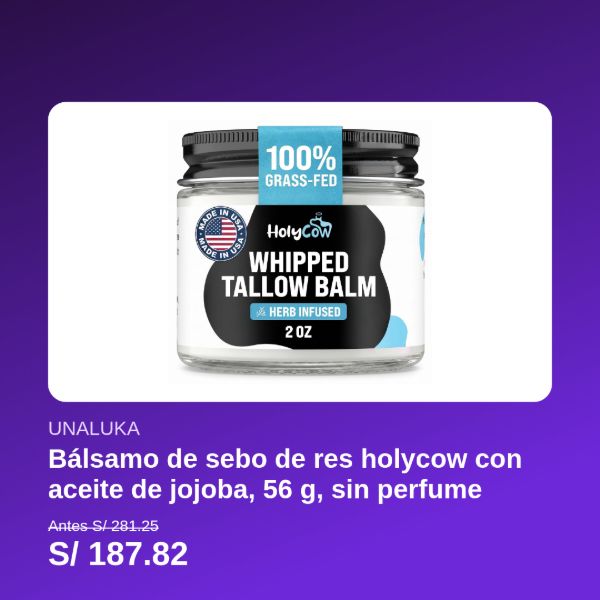 100%
GRASS-FED
MADE IN USA
MADE IN USA
HolyCow
WHIPPED
TALLOW BALM
HERB INFUSED
2 OZ
UNALUKA
Bálsamo de sebo de res holycow con
aceite de jojoba, 56 g, sin perfume
Antes S/ 281.25
S/ 187.82